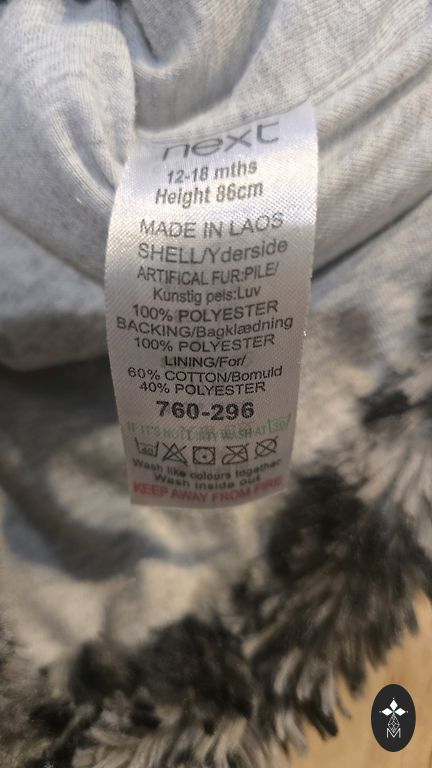 next
12-18 mths
Height 86cm
MADE IN LAOS
SHELL/Yderside
ARTIFICAL FUR:PILE/
Kunstig pels:Luv
100% POLYESTER
BACKING/Bagklædning
100% POLYESTER
LINING/For/
60% COTTON/Bomuld
40% POLYESTER
760-296
IF IT'S NOT DIRTY WASH AT 30
40
Wash like colours together
Wash inside out
KEEP AWAY FROM FIRE
M